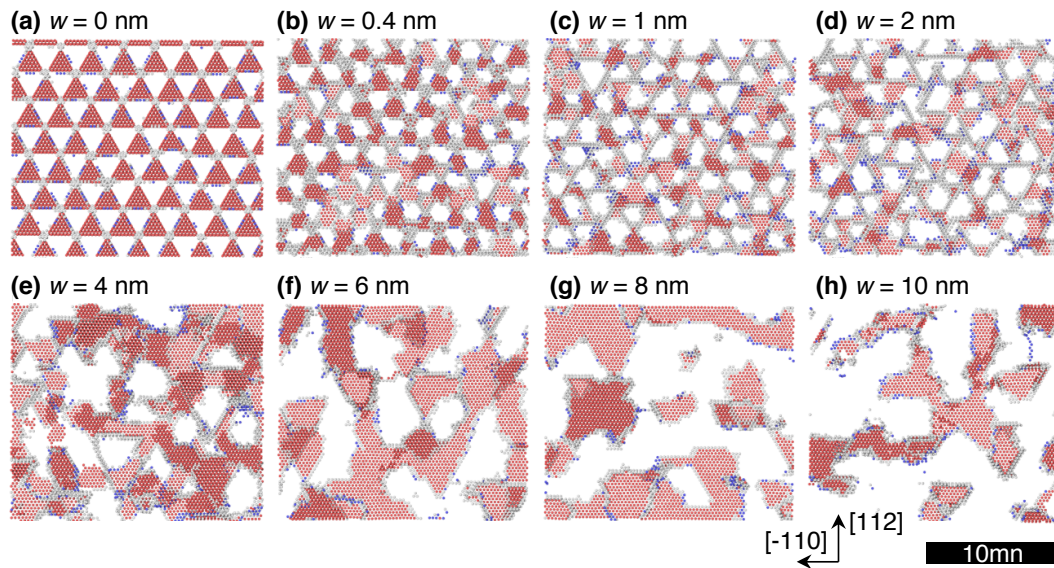 (a) w = 0 nm
(b) w = 0.4 nm
(c) w = 1 nm
(d) w = 2 nm
(e) w = 4 nm
(f) w = 6 nm
(g) w = 8 nm
(h) w = 10 nm
[-110]
[112]
10mn